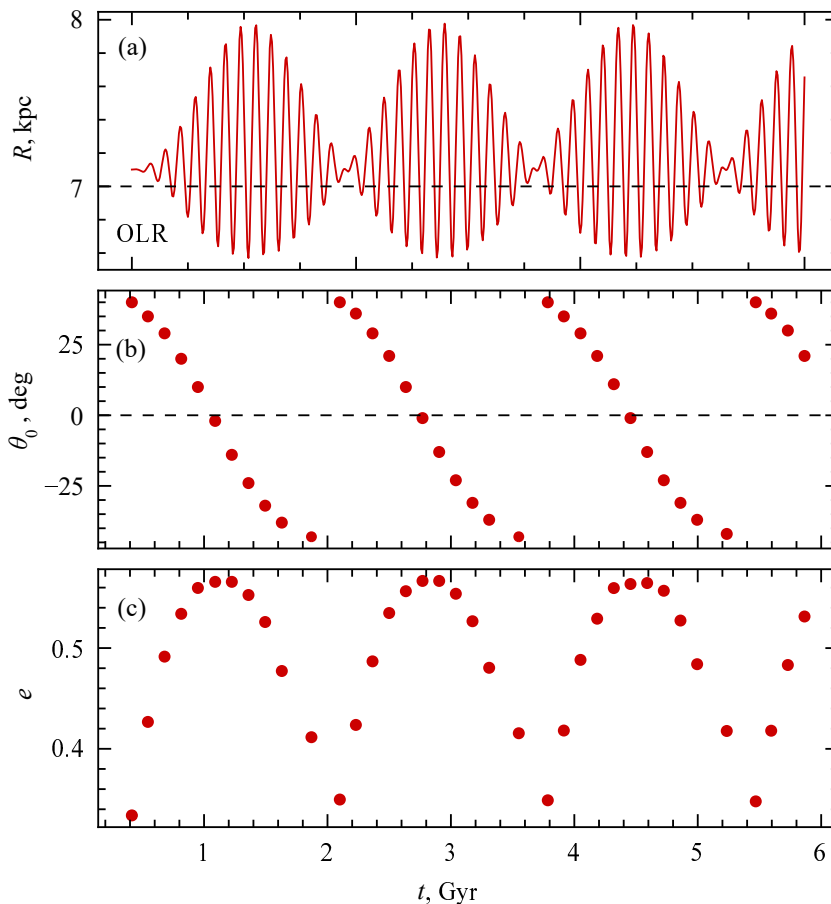 8
(a)
R, kpc
7
OLR
(b)
25
θ₀ , deg
0
−25
(c)
0.5
e
0.4
1 2 3 4 5 6
t, Gyr